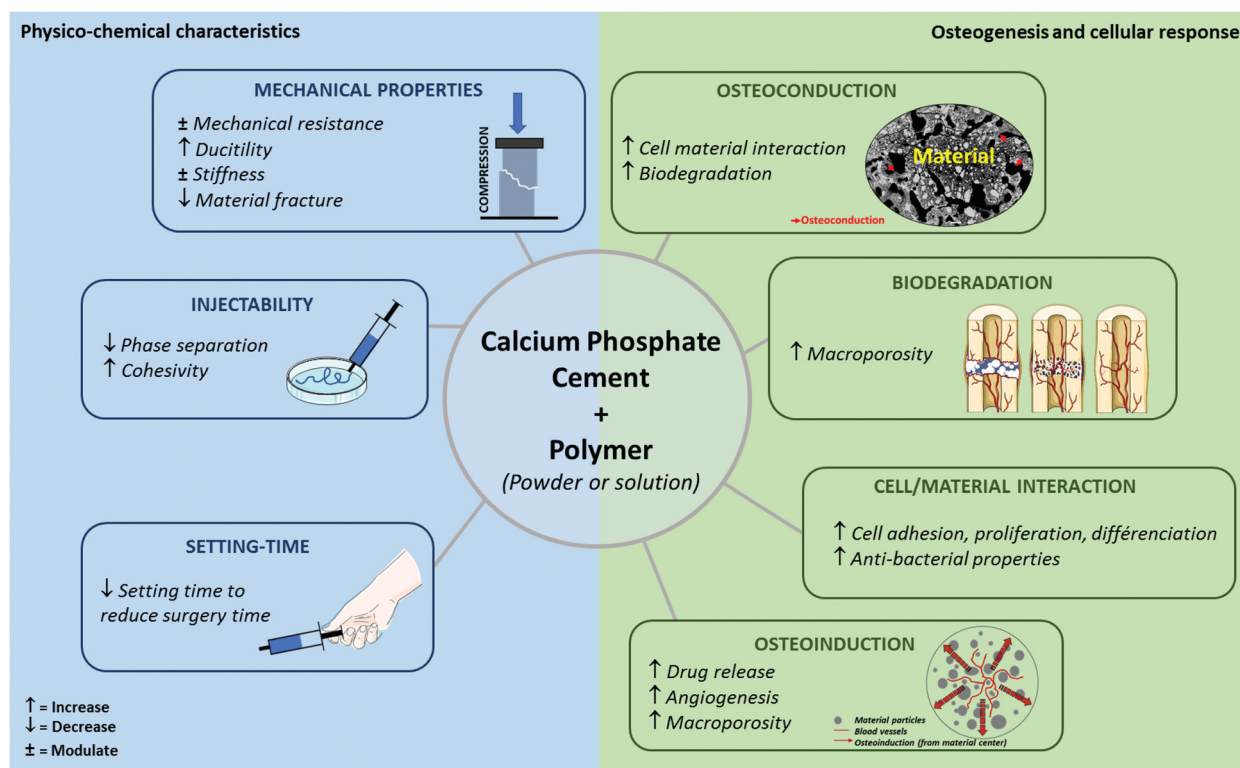 Physico-chemical characteristics
Osteogenesis and cellular response
MECHANICAL PROPERTIES
± Mechanical resistance
↑ Ductility
± Stiffness
↓ Material fracture
COMPRESSION
INJECTABILITY
↓ Phase separation
↑ Cohesivity
SETTING-TIME
↓ Setting time to
reduce surgery time
↑ = Increase
↓ = Decrease
± = Modulate
Calcium Phosphate
Cement
+
Polymer
(Powder or solution)
OSTEOCONDUCTION
↑ Cell material interaction
↑ Biodegradation
Material
Osteoconduction
BIODEGRADATION
↑ Macroporosity
CELL/MATERIAL INTERACTION
↑ Cell adhesion, proliferation, différenciation
↑ Anti-bacterial properties
OSTEOINDUCTION
↑ Drug release
↑ Angiogenesis
↑ Macroporosity
Material particles
Blood vessels
Osteoinduction (from material center)